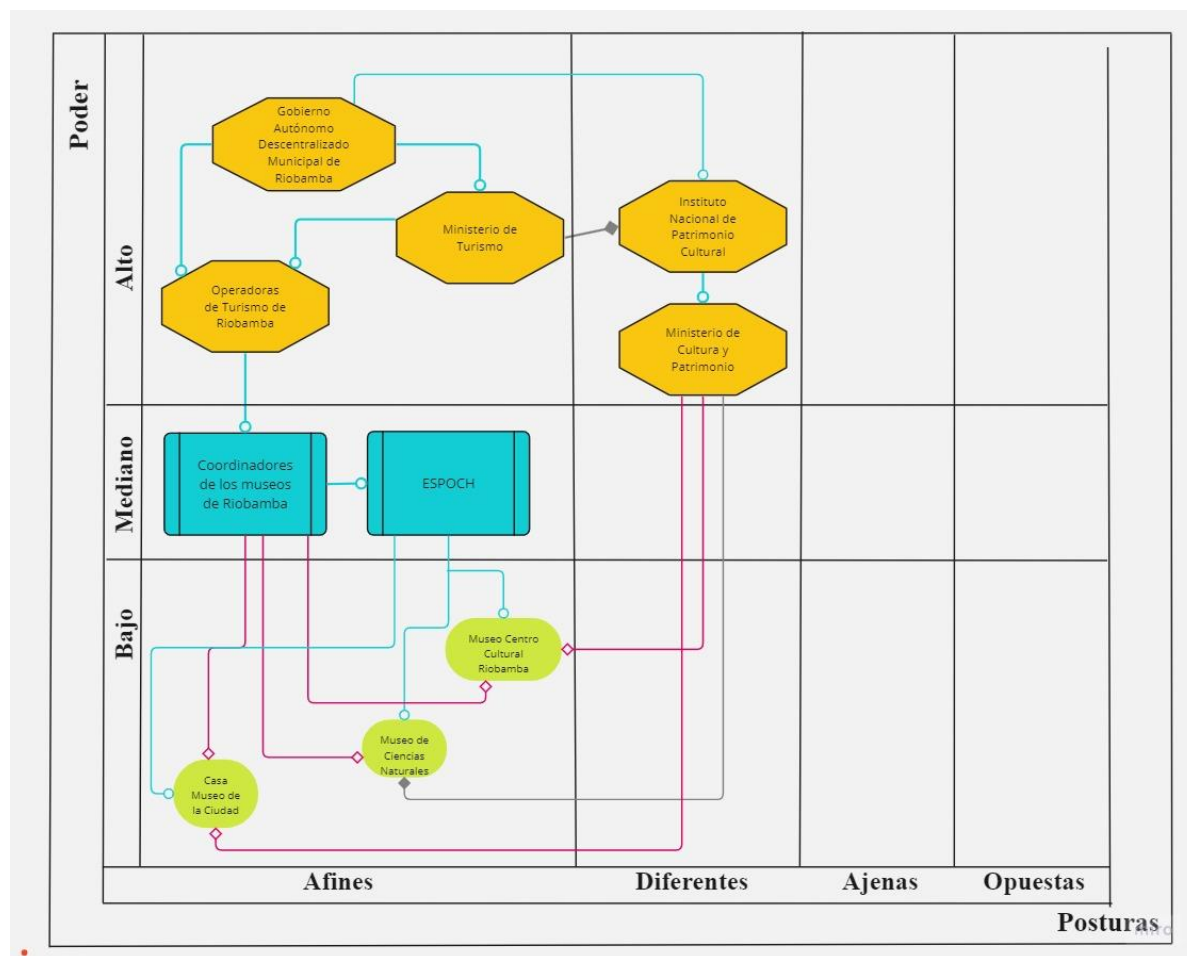 Poder
Alto
Gobierno
Autónomo
Descentralizado
Municipal de
Riobamba
Ministerio de
Turismo
Instituto
Nacional de
Patrimonio
Cultural
Operadoras
de Turismo de
Riobamba
Ministerio de
Cultura y
Patrimonio
Mediano
Coordinadores
de los museos
de Riobamba
ESPOCH
Bajo
Museo Centro
Cultural
Riobamba
Museo de
Ciencias
Naturales
Casa
Museo de
la Ciudad
Afines
Diferentes
Ajenas
Opuestas
Posturas
miro